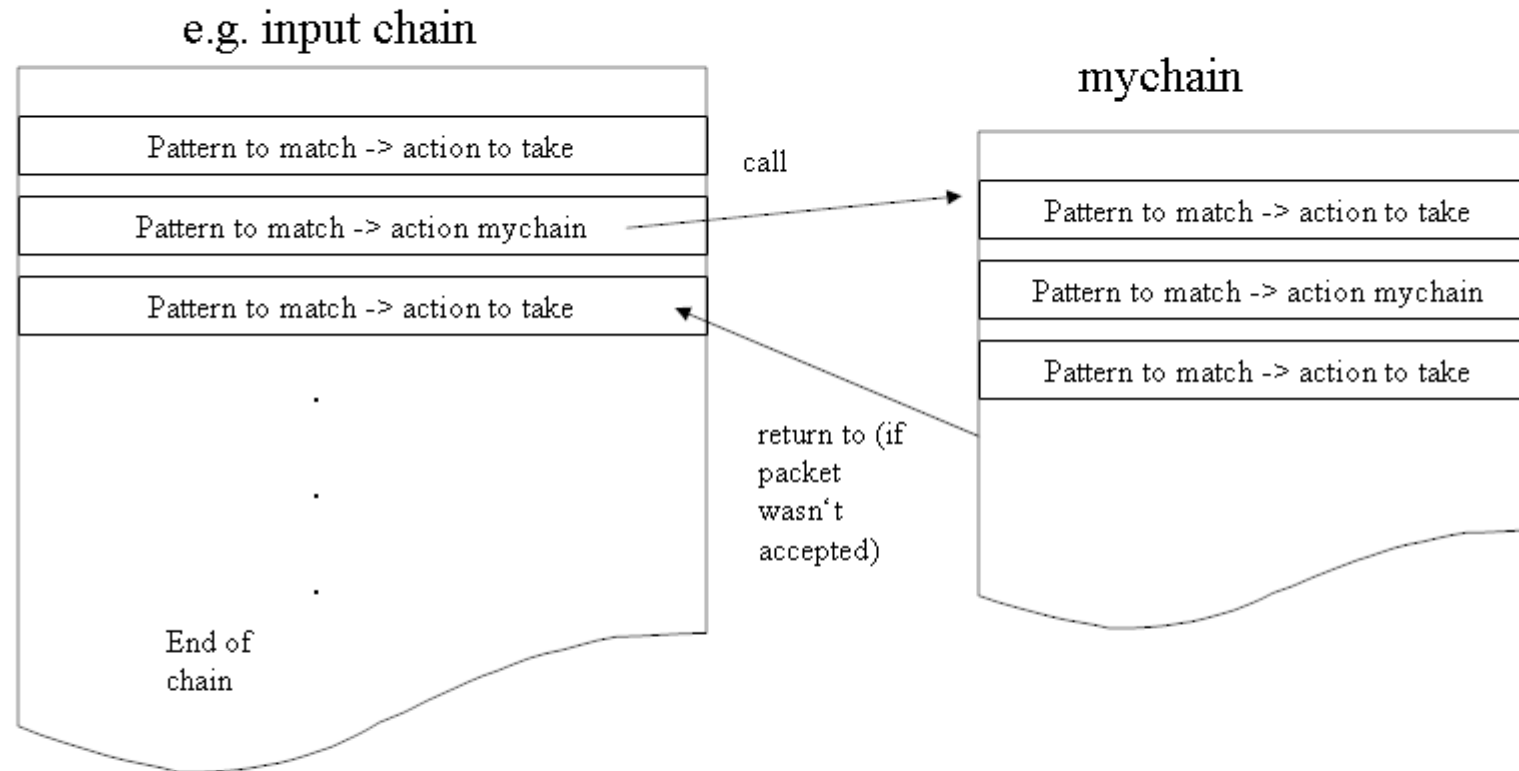 e.g. input chain
mychain
Pattern to match -> action to take
call
Pattern to match -> action mychain
Pattern to match -> action to take
Pattern to match -> action to take
Pattern to match -> action mychain
Pattern to match -> action to take
.
return to (if
packet
wasn‘t
accepted)
.
.
End of
chain